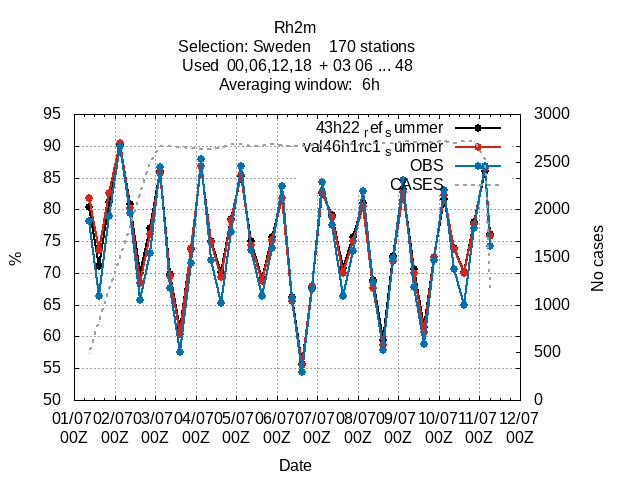 Rh2m
Selection: Sweden 170 stations
Used 00,06,12,18 + 03 06 ... 48
Averaging window: 6h
95 3000
43h22ref summer
90
val46h1rc1 summer
2500
OBS
85
CASES
80 2000
75
1500
70
65 1000
60
500
55
50 0
%
No cases
01/07 02/07 03/07 04/07 05/07 06/07 07/07 08/07 09/07 10/07 11/07 12/07
00Z 00Z 00Z 00Z 00Z 00Z 00Z 00Z 00Z 00Z 00Z 00Z
Date